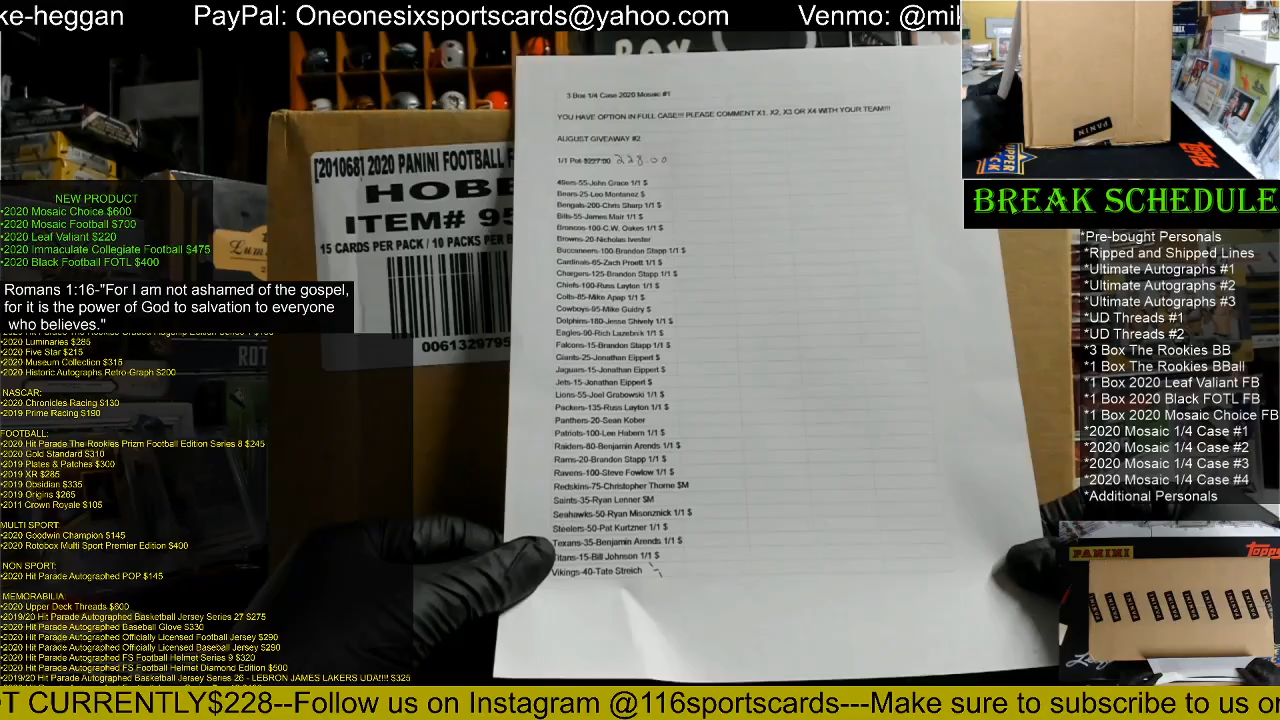 ke-heggan PayPal: Oneonesixsportscards@yahoo.com Venmo: @mik
NEW PRODUCT
•2020 Mosaic Choice $600
•2020 Mosaic Football $700
•2020 Leaf Valiant $220
•2020 Immaculate Collegiate Football $475
•2020 Black Football FOTL $400
Romans 1:16-"For I am not ashamed of the gospel,
for it is the power of God to salvation to everyone
who believes."
•2020 Luminaries $285
•2020 Five Star $215
•2020 Museum Collection $315
•2020 Historic Autographs Retro-Graph $200
NASCAR:
•2020 Chronicles Racing $130
•2019 Prime Racing $190
FOOTBALL:
•2020 Hit Parade The Rookies Prizm Football Edition Series 8 $245
•2020 Gold Standard $310
•2019 Plates & Patches $300
•2019 XR $285
•2019 Obsidian $335
•2019 Origins $265
•2011 Crown Royale $105
MULTI SPORT:
•2020 Goodwin Champion $145
•2020 Rotobox Multi Sport Premier Edition $400
NON SPORT:
•2020 Hit Parade Autographed POP $145
MEMORABILIA:
•2020 Upper Deck Threads $600
•2019/20 Hit Parade Autographed Basketball Jersey Series 27 $275
•2020 Hit Parade Autographed Baseball Glove $330
•2020 Hit Parade Autographed Officially Licensed Football Jersey $290
•2020 Hit Parade Autographed Officially Licensed Baseball Jersey $290
•2020 Hit Parade Autographed FS Football Helmet Series 9 $320
•2020 Hit Parade Autographed FS Football Helmet Diamond Edition $500
•2019/20 Hit Parade Autographed Basketball Jersey Series 26 - LEBRON JAMES LAKERS UDA!!!! $325
[201068] 2020 PANINI FOOTBALL
HOB
ITEM# 95
15 CARDS PER PACK / 10 PACKS PER B
0061329795
3 Box 1/4 Case 2020 Mosaic #1
YOU HAVE OPTION IN FULL CASE!!! PLEASE COMMENT X1, X2, X3 OR X4 WITH YOUR TEAM!!!
AUGUST GIVEAWAY #2
1/1 Pot-$227.00 228.00
49ers-55-John Grace 1/1 $
Bears-25-Leo Montanez $
Bengals-200-Chris Sharp 1/1 $
Bills-55-James Mair 1/1 $
Broncos-100-C.W. Oakes 1/1 $
Browns-20-Nicholas Ivester
Buccaneers-100-Brandon Stapp 1/1 $
Cardinals-65-Zach Proett 1/1 $
Chargers-125-Brandon Stapp 1/1 $
Chiefs-100-Russ Layton 1/1 $
Colts-85-Mike Apap 1/1 $
Cowboys-95-Mike Guidry $
Dolphins-180-Jesse Shively 1/1 $
Eagles-90-Rich Lazebnik 1/1 $
Falcons-15-Brandon Stapp 1/1 $
Giants-25-Jonathan Eippert $
Jaguars-15-Jonathan Eippert $
Jets-15-Jonathan Eippert $
Lions-55-Joel Grabowski 1/1 $
Packers-135-Russ Layton 1/1 $
Panthers-20-Sean Kober
Patriots-100-Lee Habern 1/1 $
Raiders-80-Benjamin Arends 1/1 $
Rams-20-Brandon Stapp 1/1 $
Ravens-100-Steve Fowlow 1/1 $
Redskins-75-Christopher Thorne $M
Saints-35-Ryan Lenner $M
Seahawks-50-Ryan Misorznick 1/1 $
Steelers-50-Pat Kurtzner 1/1 $
Texans-35-Benjamin Arends 1/1 $
Titans-15-Bill Johnson 1/1 $
Vikings-40-Tate Streich
PANINI
UPPER DECK
Topps
BREAK SCHEDULE
*Pre-bought Personals
*Ripped and Shipped Lines
*Ultimate Autographs #1
*Ultimate Autographs #2
*Ultimate Autographs #3
*UD Threads #1
*UD Threads #2
*3 Box The Rookies BB
*1 Box The Rookies BBall
*1 Box 2020 Leaf Valiant FB
*1 Box 2020 Black FOTL FB
*1 Box 2020 Mosaic Choice FB
*2020 Mosaic 1/4 Case #1
*2020 Mosaic 1/4 Case #2
*2020 Mosaic 1/4 Case #3
*2020 Mosaic 1/4 Case #4
*Additional Personals
PANINI
Topps
Leaf
T CURRENTLY$228--Follow us on Instagram @116sportscards---Make sure to subscribe to us o